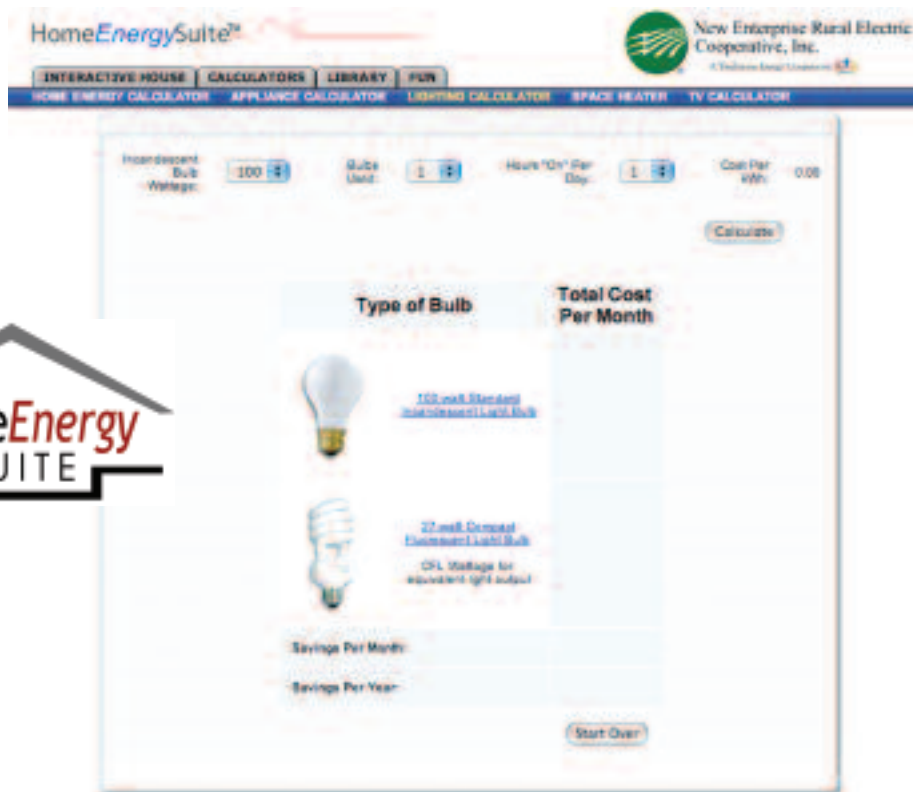 HomeEnergySuite™
New Enterprise Rural Electric
Cooperative, Inc.
INTERACTIVE HOUSE CALCULATORS LIBRARY FUN
HOME ENERGY CALCULATOR APPLIANCE CALCULATOR LIGHTING CALCULATOR SPACE HEATER TV CALCULATOR
Incandescent
Bulb
Wattage:
100
Bulbs
Used:
1
Hours "On" Per
Day:
1
Cost Per
kWh:
0.08
Calculate
Type of Bulb
Total Cost
Per Month
100 watt Standard
Incandescent Light Bulb
eEnergy
UITE
27 watt Compact
Fluorescent Light Bulb
CFL Wattage for
equivalent light output
Savings Per Month:
Savings Per Year:
Start Over